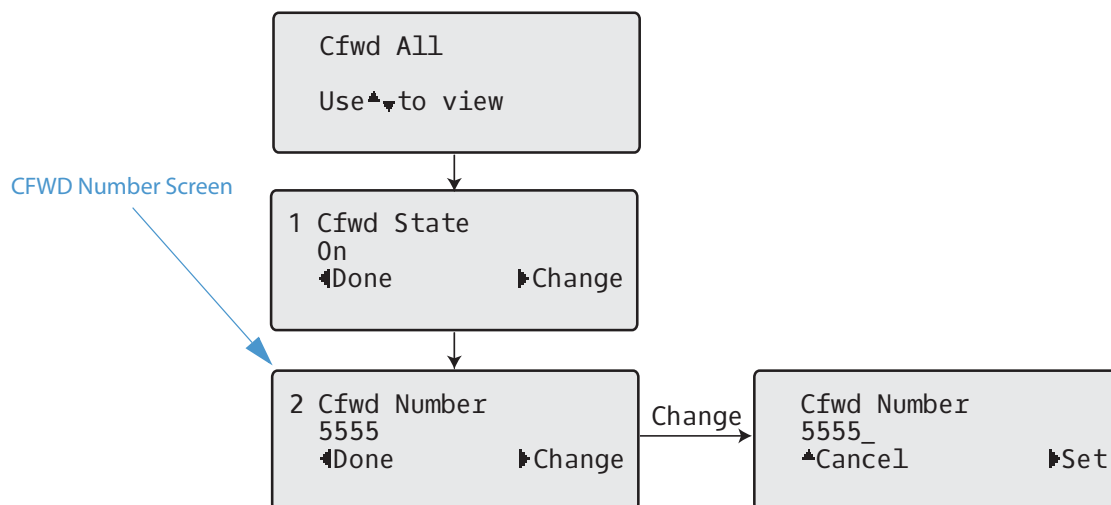 Cfwd All
Use▲▼to view
CFWD Number Screen
1 Cfwd State
On
◀Done ▶Change
2 Cfwd Number
5555
◀Done ▶Change
Change
Cfwd Number
5555_
▲Cancel ▶Set